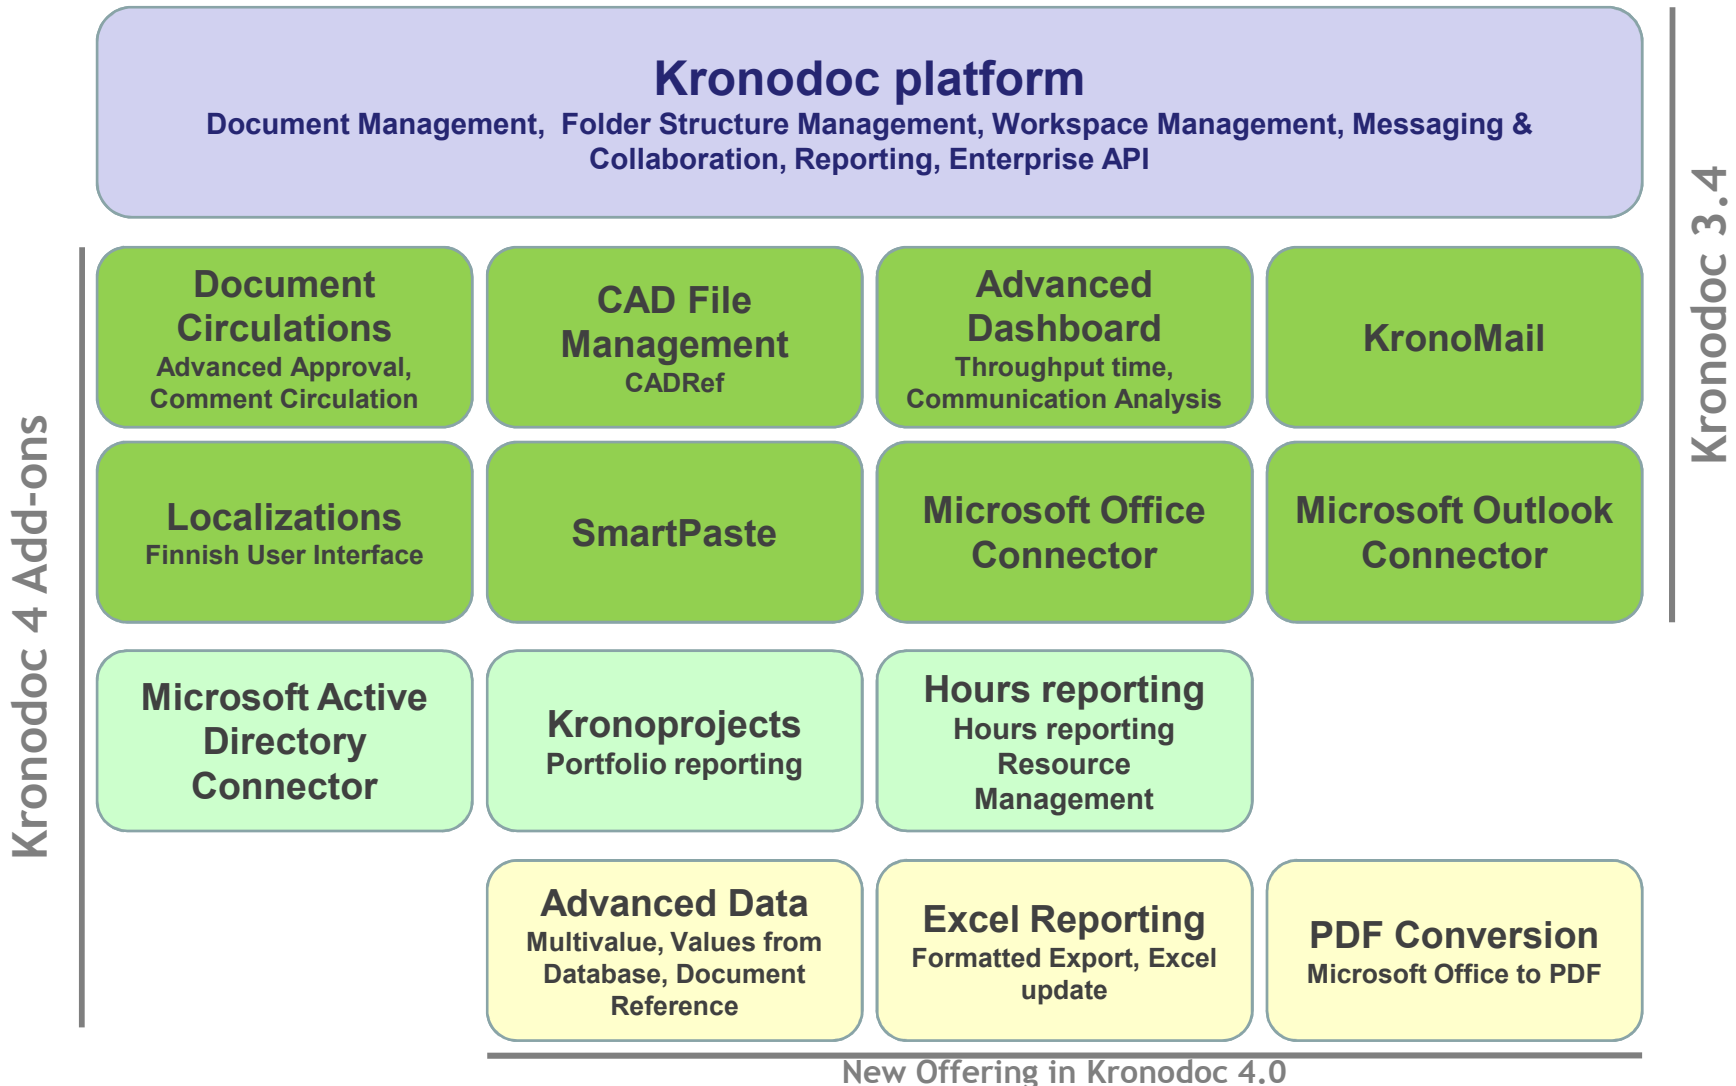 Kronodoc platform
Document Management, Folder Structure Management, Workspace Management, Messaging &
Collaboration, Reporting, Enterprise API
Kronodoc 3.4
Kronodoc 4 Add-ons
Document
Circulations
Advanced Approval,
Comment Circulation
CAD File
Management
CADRef
Advanced
Dashboard
Throughput time,
Communication Analysis
KronoMail
Localizations
Finnish User Interface
SmartPaste
Microsoft Office
Connector
Microsoft Outlook
Connector
Microsoft Active
Directory
Connector
Kronoprojects
Portfolio reporting
Hours reporting
Hours reporting
Resource
Management
Advanced Data
Multivalue, Values from
Database, Document
Reference
Excel Reporting
Formatted Export, Excel
update
PDF Conversion
Microsoft Office to PDF
New Offering in Kronodoc 4.0